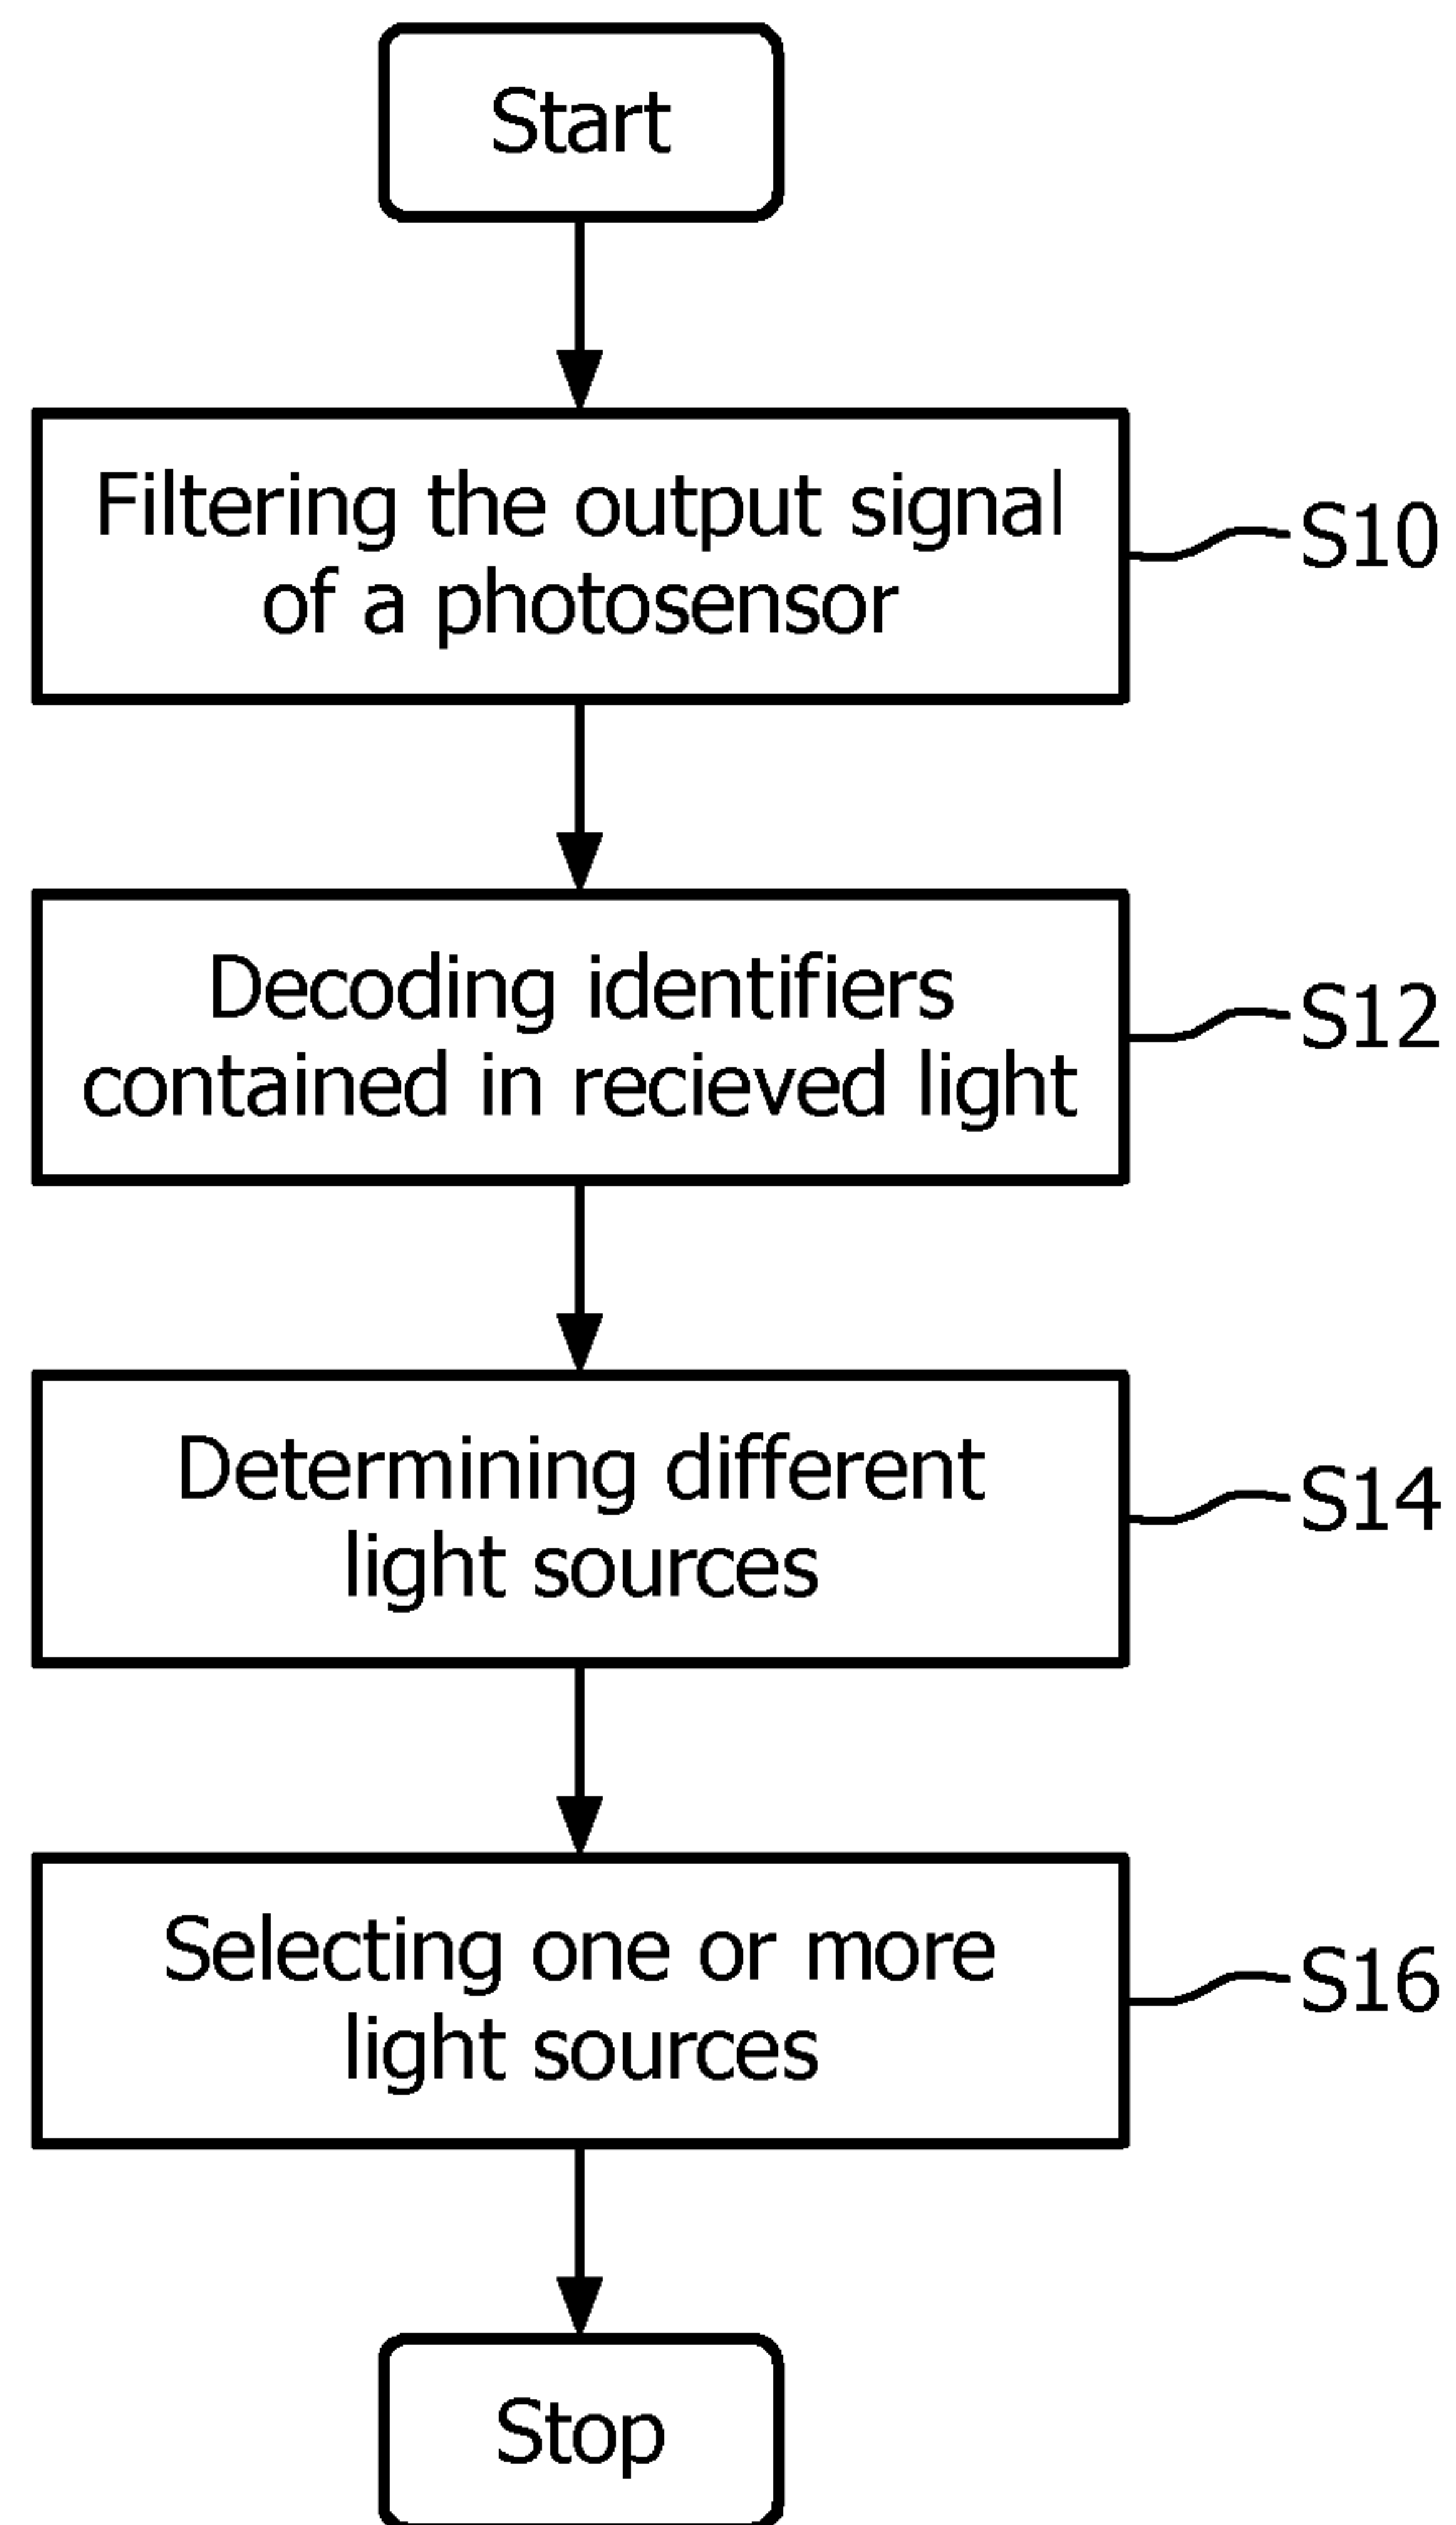 Start
Filtering the output signal
of a photosensor
S10
Decoding identifiers
contained in recieved light
S12
Determining different
light sources
S14
Selecting one or more
light sources
S16
Stop